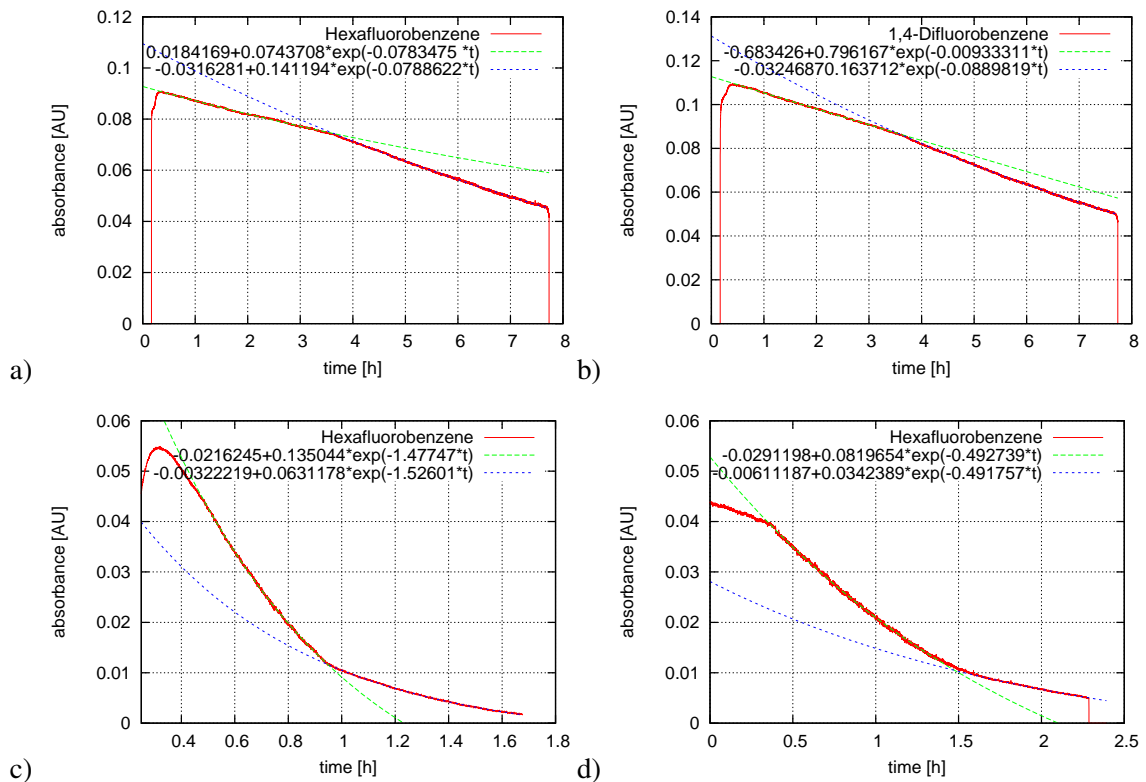 Hexafluorobenzene
0.0184169+0.0743708*exp(-0.0783475 *t)
-0.0316281+0.141194*exp(-0.0788622*t)
0.12
0.1
0.08
0.06
0.04
0.02
0
absorbance [AU]
0 1 2 3 4 5 6 7 8
time [h]
a)
1,4-Difluorobenzene
-0.683426+0.796167*exp(-0.00933311*t)
-0.03246870.163712*exp(-0.0889819*t)
0.14
0.12
0.1
0.08
0.06
0.04
0.02
0
absorbance [AU]
0 1 2 3 4 5 6 7 8
time [h]
b)
Hexafluorobenzene
-0.0216245+0.135044*exp(-1.47747*t)
-0.00322219+0.0631178*exp(-1.52601*t)
0.06
0.05
0.04
0.03
0.02
0.01
0
absorbance [AU]
0.4 0.6 0.8 1 1.2 1.4 1.6 1.8
time [h]
c)
Hexafluorobenzene
-0.0291198+0.0819654*exp(-0.492739*t)
-0.00611187+0.0342389*exp(-0.491757*t)
0.06
0.05
0.04
0.03
0.02
0.01
0
absorbance [AU]
0 0.5 1 1.5 2 2.5
time [h]
d)